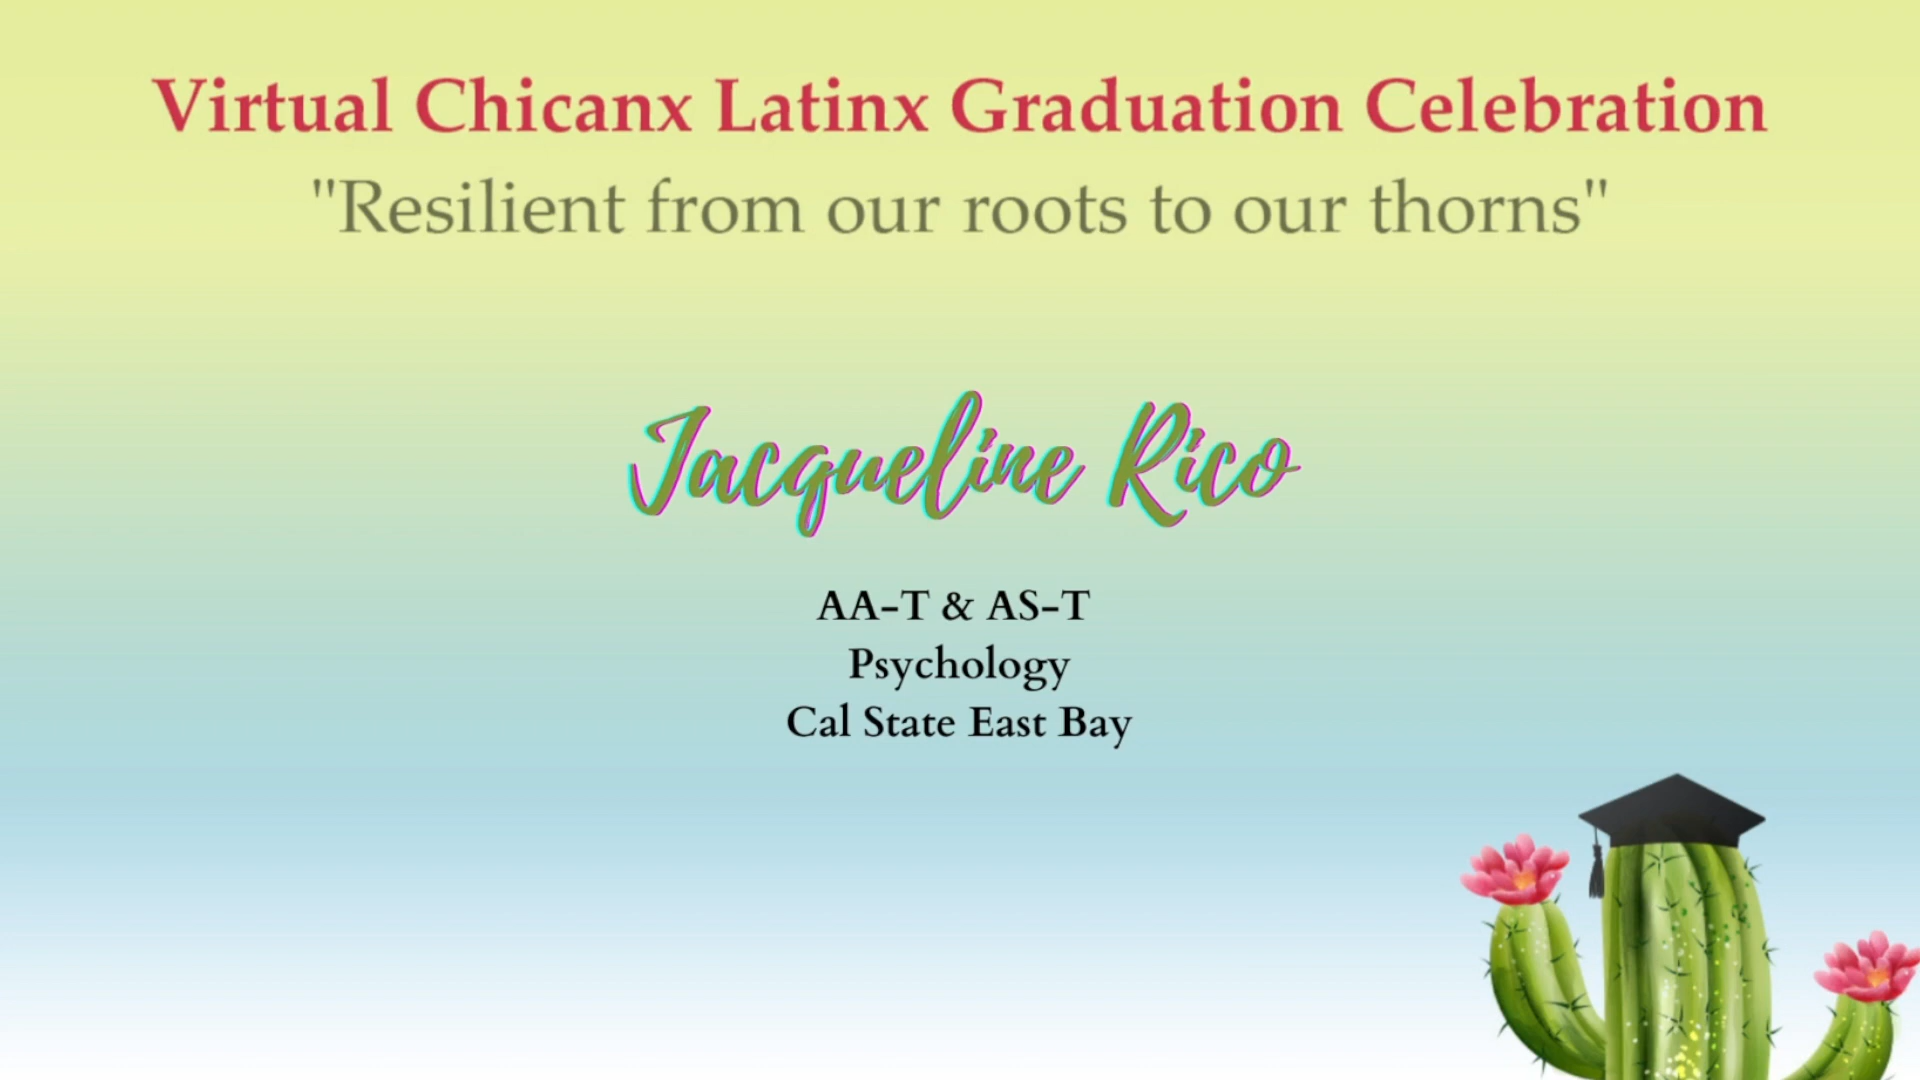 Virtual Chicanx Latinx Graduation Celebration
"Resilient from our roots to our thorns"
Jacqueline Rico
AA-T & AS-T
Psychology
Cal State East Bay